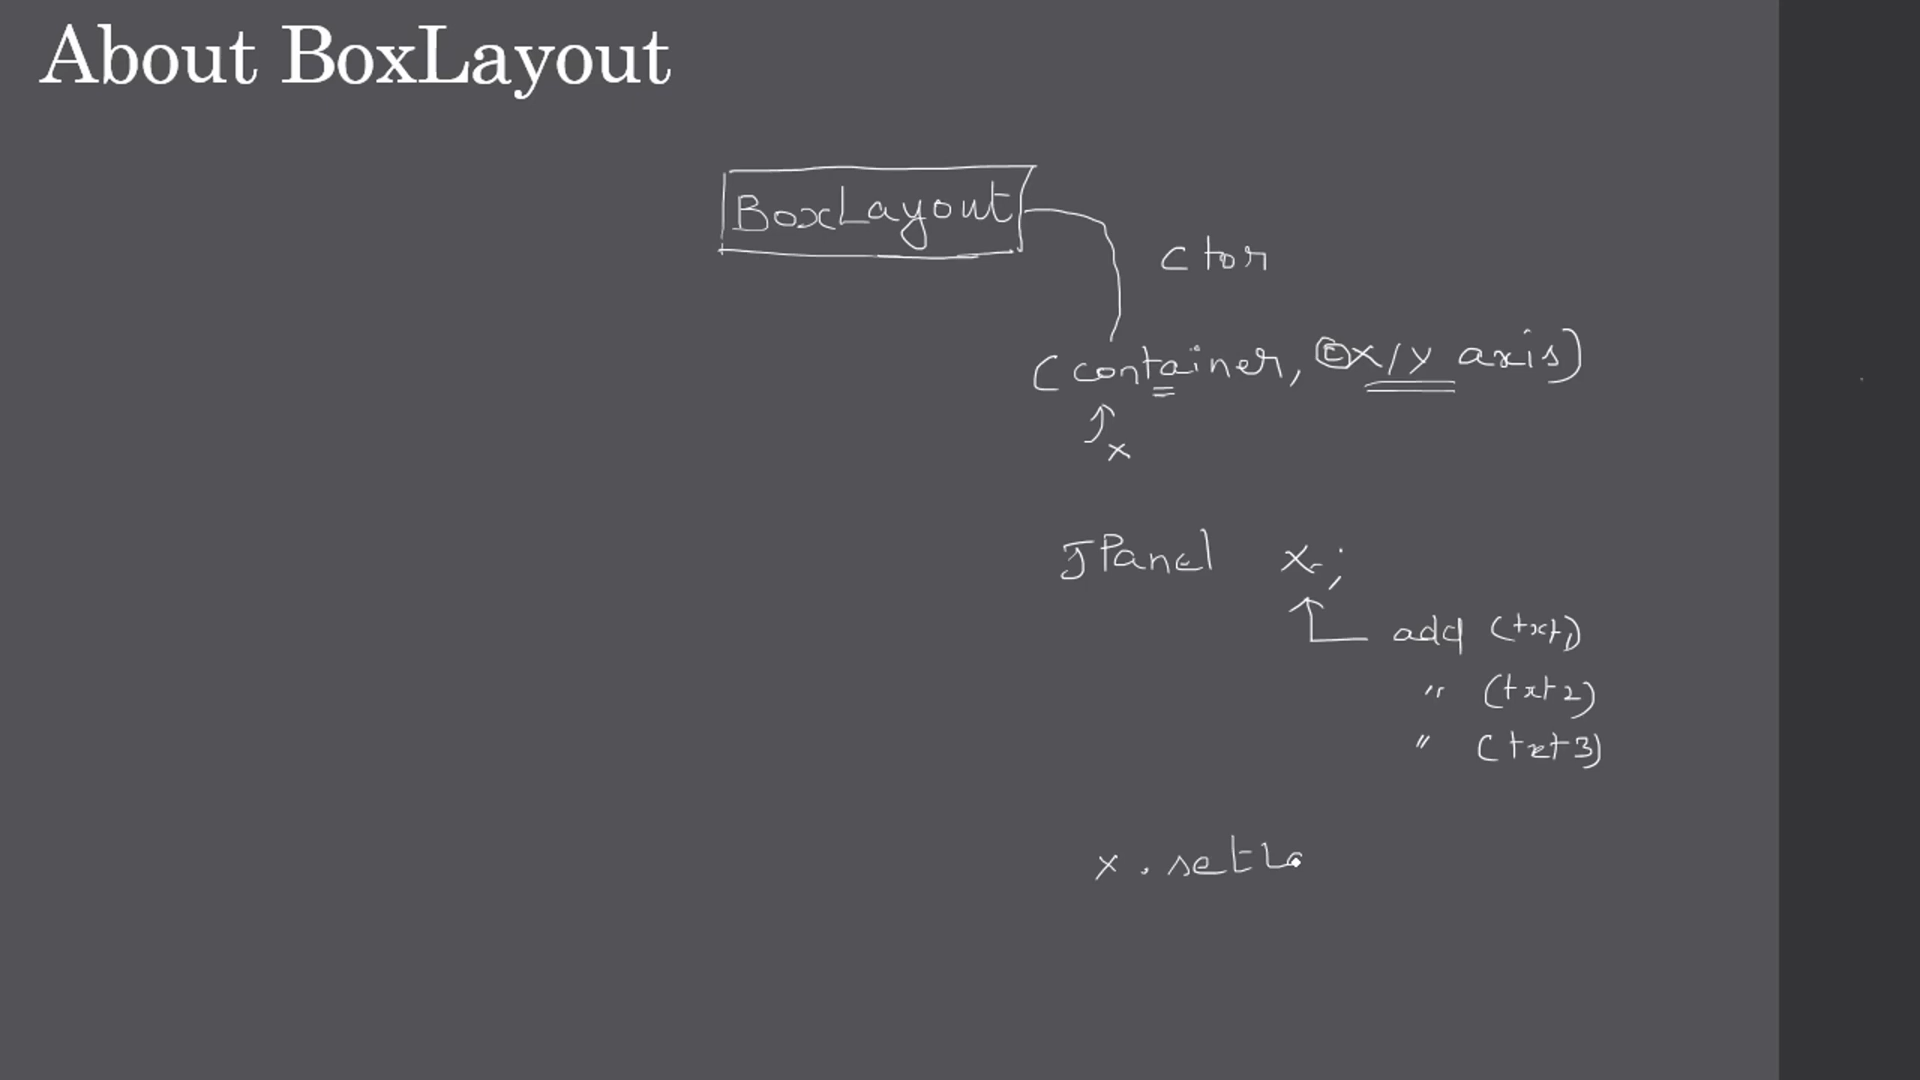 About BoxLayout
BoxLayout
ctor
(container, x/y axis)
x
JPanel x;
add (txt1)
" (txt2)
" (txt3)
x.setLa